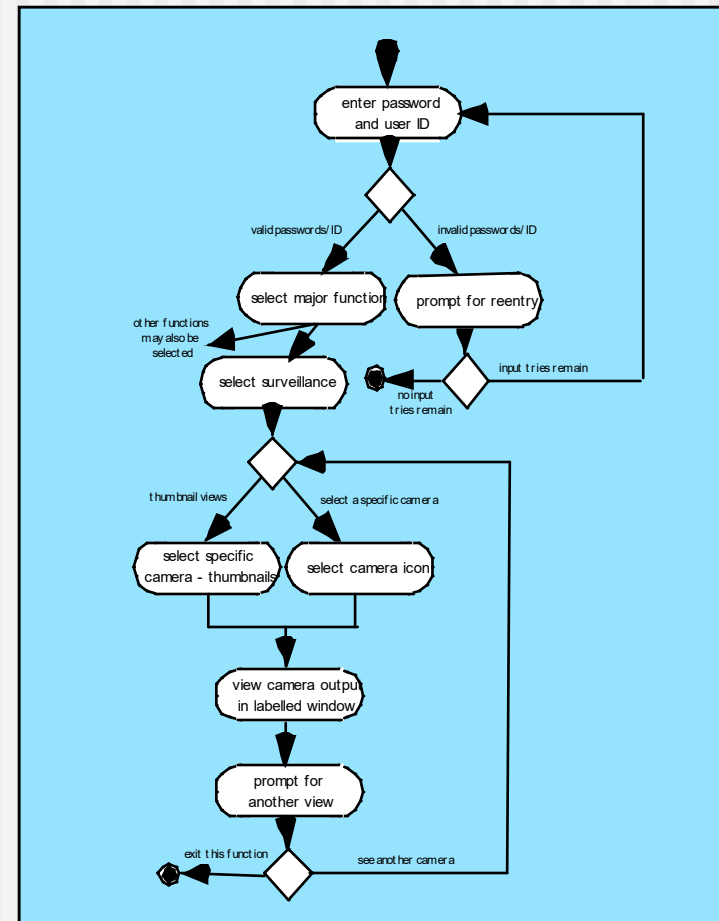 enter password
and user ID
valid passwords/ ID
invalid passwords/ ID
select major function
prompt for reentry
other functions
may also be
selected
input tries remain
select surveillance
no input
tries remain
thumbnail views
select a specific camera
select specific
camera - thumbnails
select camera icon
view camera output
in labelled window
prompt for
another view
exit this function
see another camera